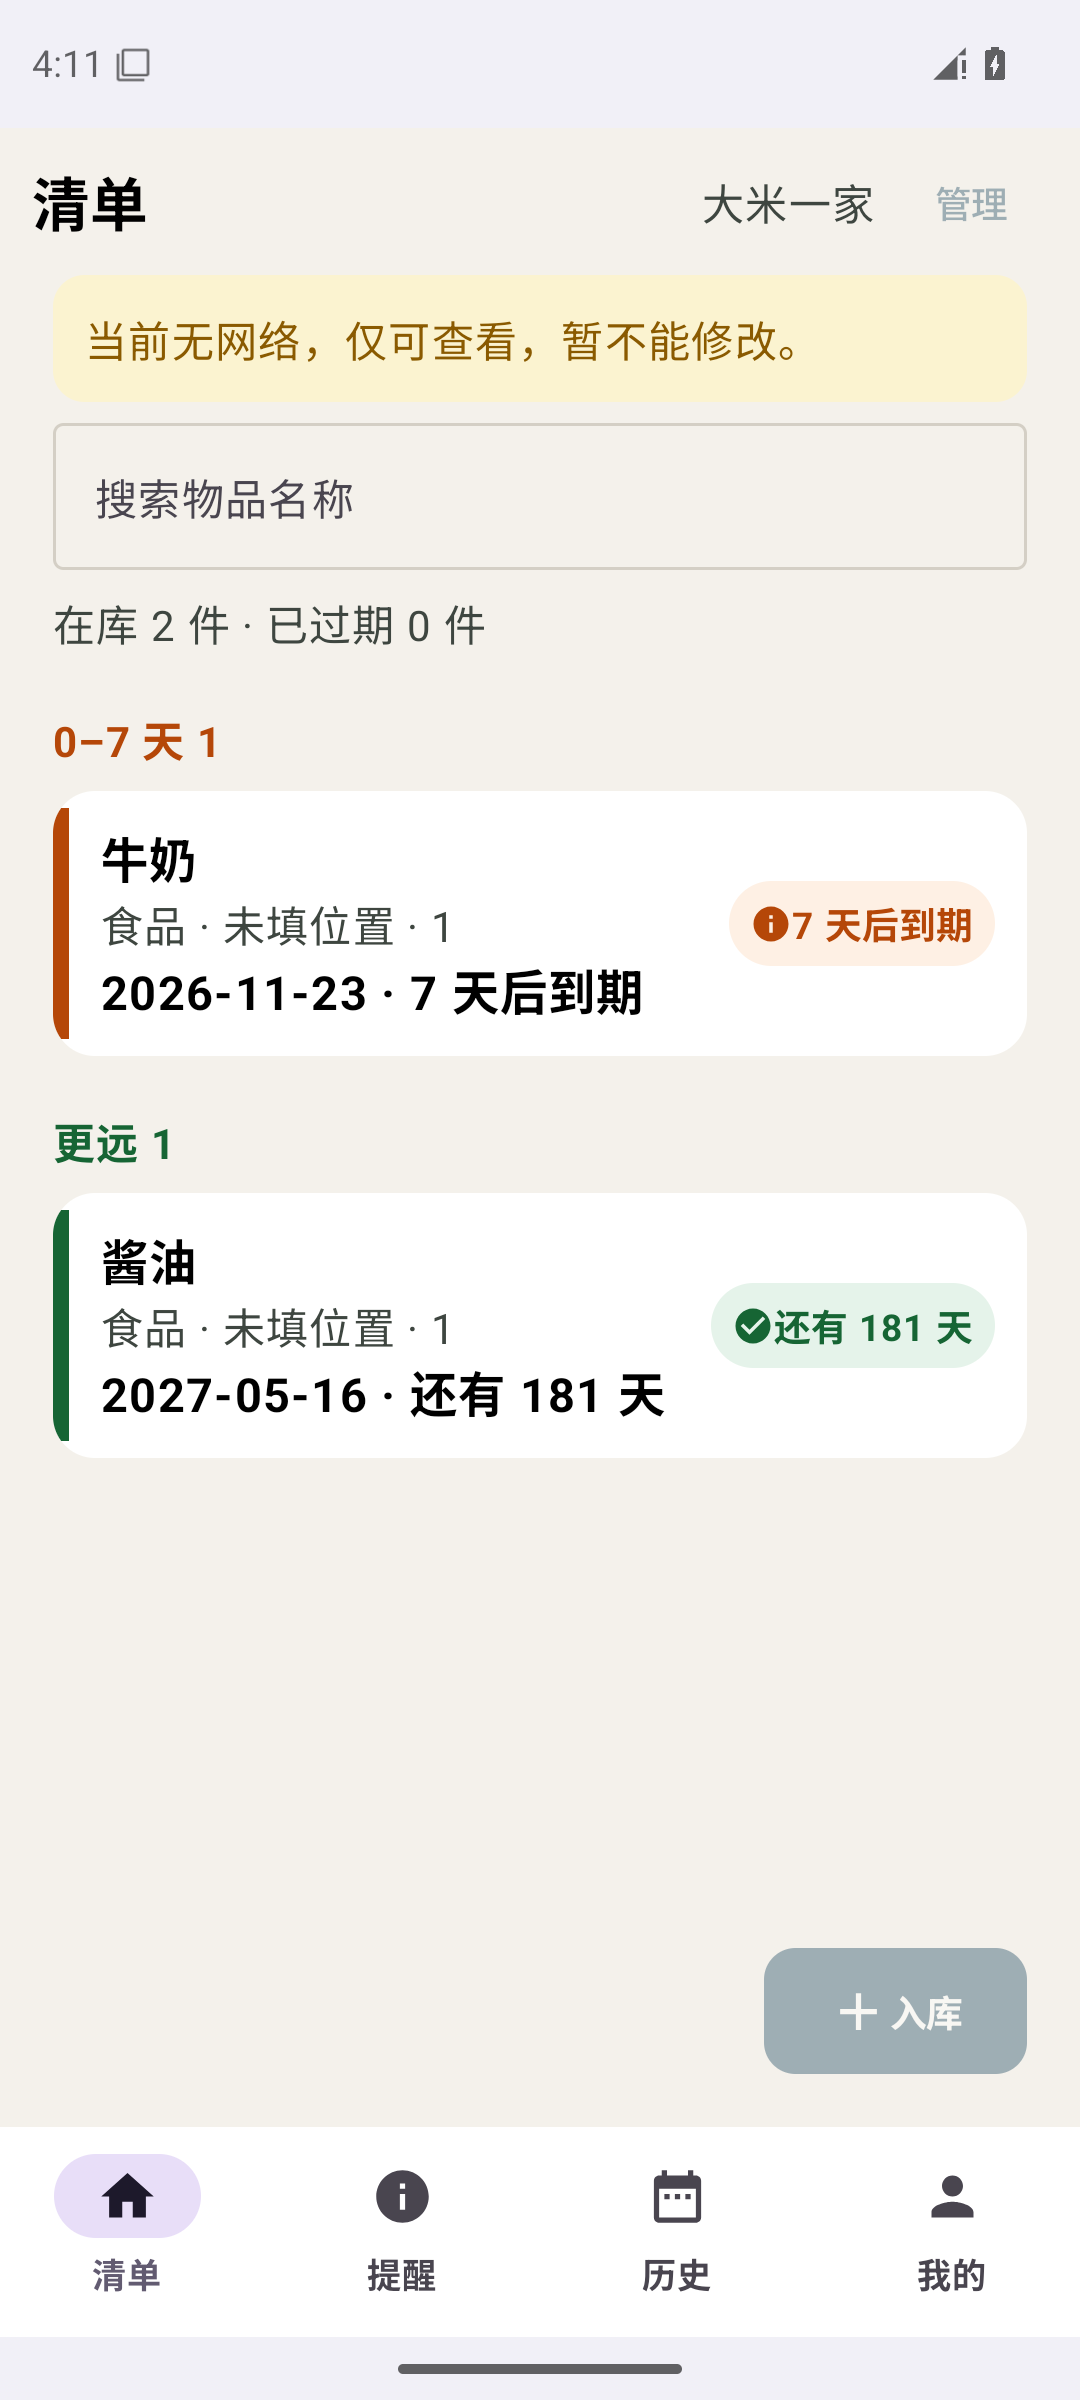 4:11
清单 大米一家 管理
当前无网络，仅可查看，暂不能修改。
搜索物品名称
在库 2 件 · 已过期 0 件
0–7 天 1
牛奶
食品 · 未填位置 · 1
7 天后到期
2026-11-23 · 7 天后到期
更远 1
酱油
食品 · 未填位置 · 1
还有 181 天
2027-05-16 · 还有 181 天
＋ 入库
清单 提醒 历史 我的